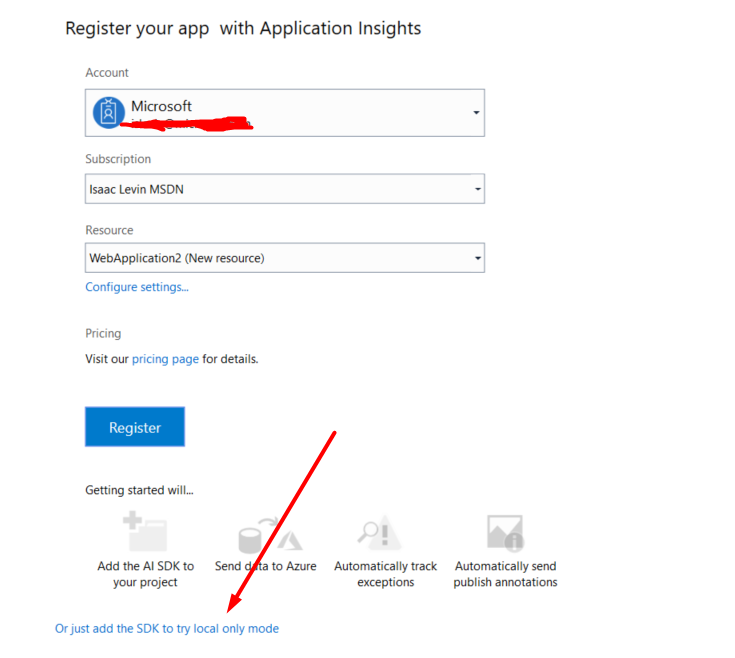 Register your app with Application Insights
Account
Microsoft
Subscription
Isaac Levin MSDN
Resource
WebApplication2 (New resource)
Configure settings...
Pricing
Visit our pricing page for details.
Register
Getting started will...
Add the AI SDK to
your project
Send data to Azure
Automatically track
exceptions
Automatically send
publish annotations
Or just add the SDK to try local only mode